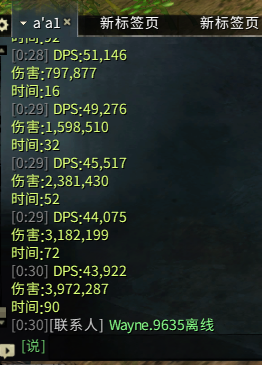 a'a1 新标签页 新标签页
时间:32
[0:28] DPS:51,146
伤害:797,877
时间:16
[0:29] DPS:49,276
伤害:1,598,510
时间:32
[0:29] DPS:45,517
伤害:2,381,430
时间:52
[0:29] DPS:44,075
伤害:3,182,199
时间:72
[0:30] DPS:43,922
伤害:3,972,287
时间:90
[0:30][联系人] Wayne.9635离线
[说]